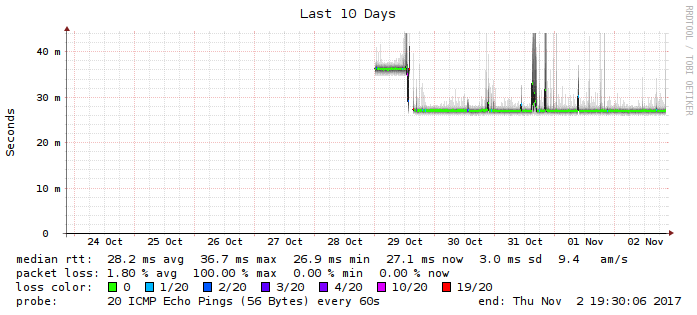 Last 10 Days
RRDTOOL / TOBI OETIKER
Seconds
40 m
30 m
20 m
10 m
0
24 Oct 25 Oct 26 Oct 27 Oct 28 Oct 29 Oct 30 Oct 31 Oct 01 Nov 02 Nov
median rtt: 28.2 ms avg 36.7 ms max 26.9 ms min 27.1 ms now 3.0 ms sd 9.4 am/s
packet loss: 1.80 % avg 100.00 % max 0.00 % min 0.00 % now
loss color: 0 1/20 2/20 3/20 4/20 10/20 19/20
probe: 20 ICMP Echo Pings (56 Bytes) every 60s end: Thu Nov 2 19:30:06 2017